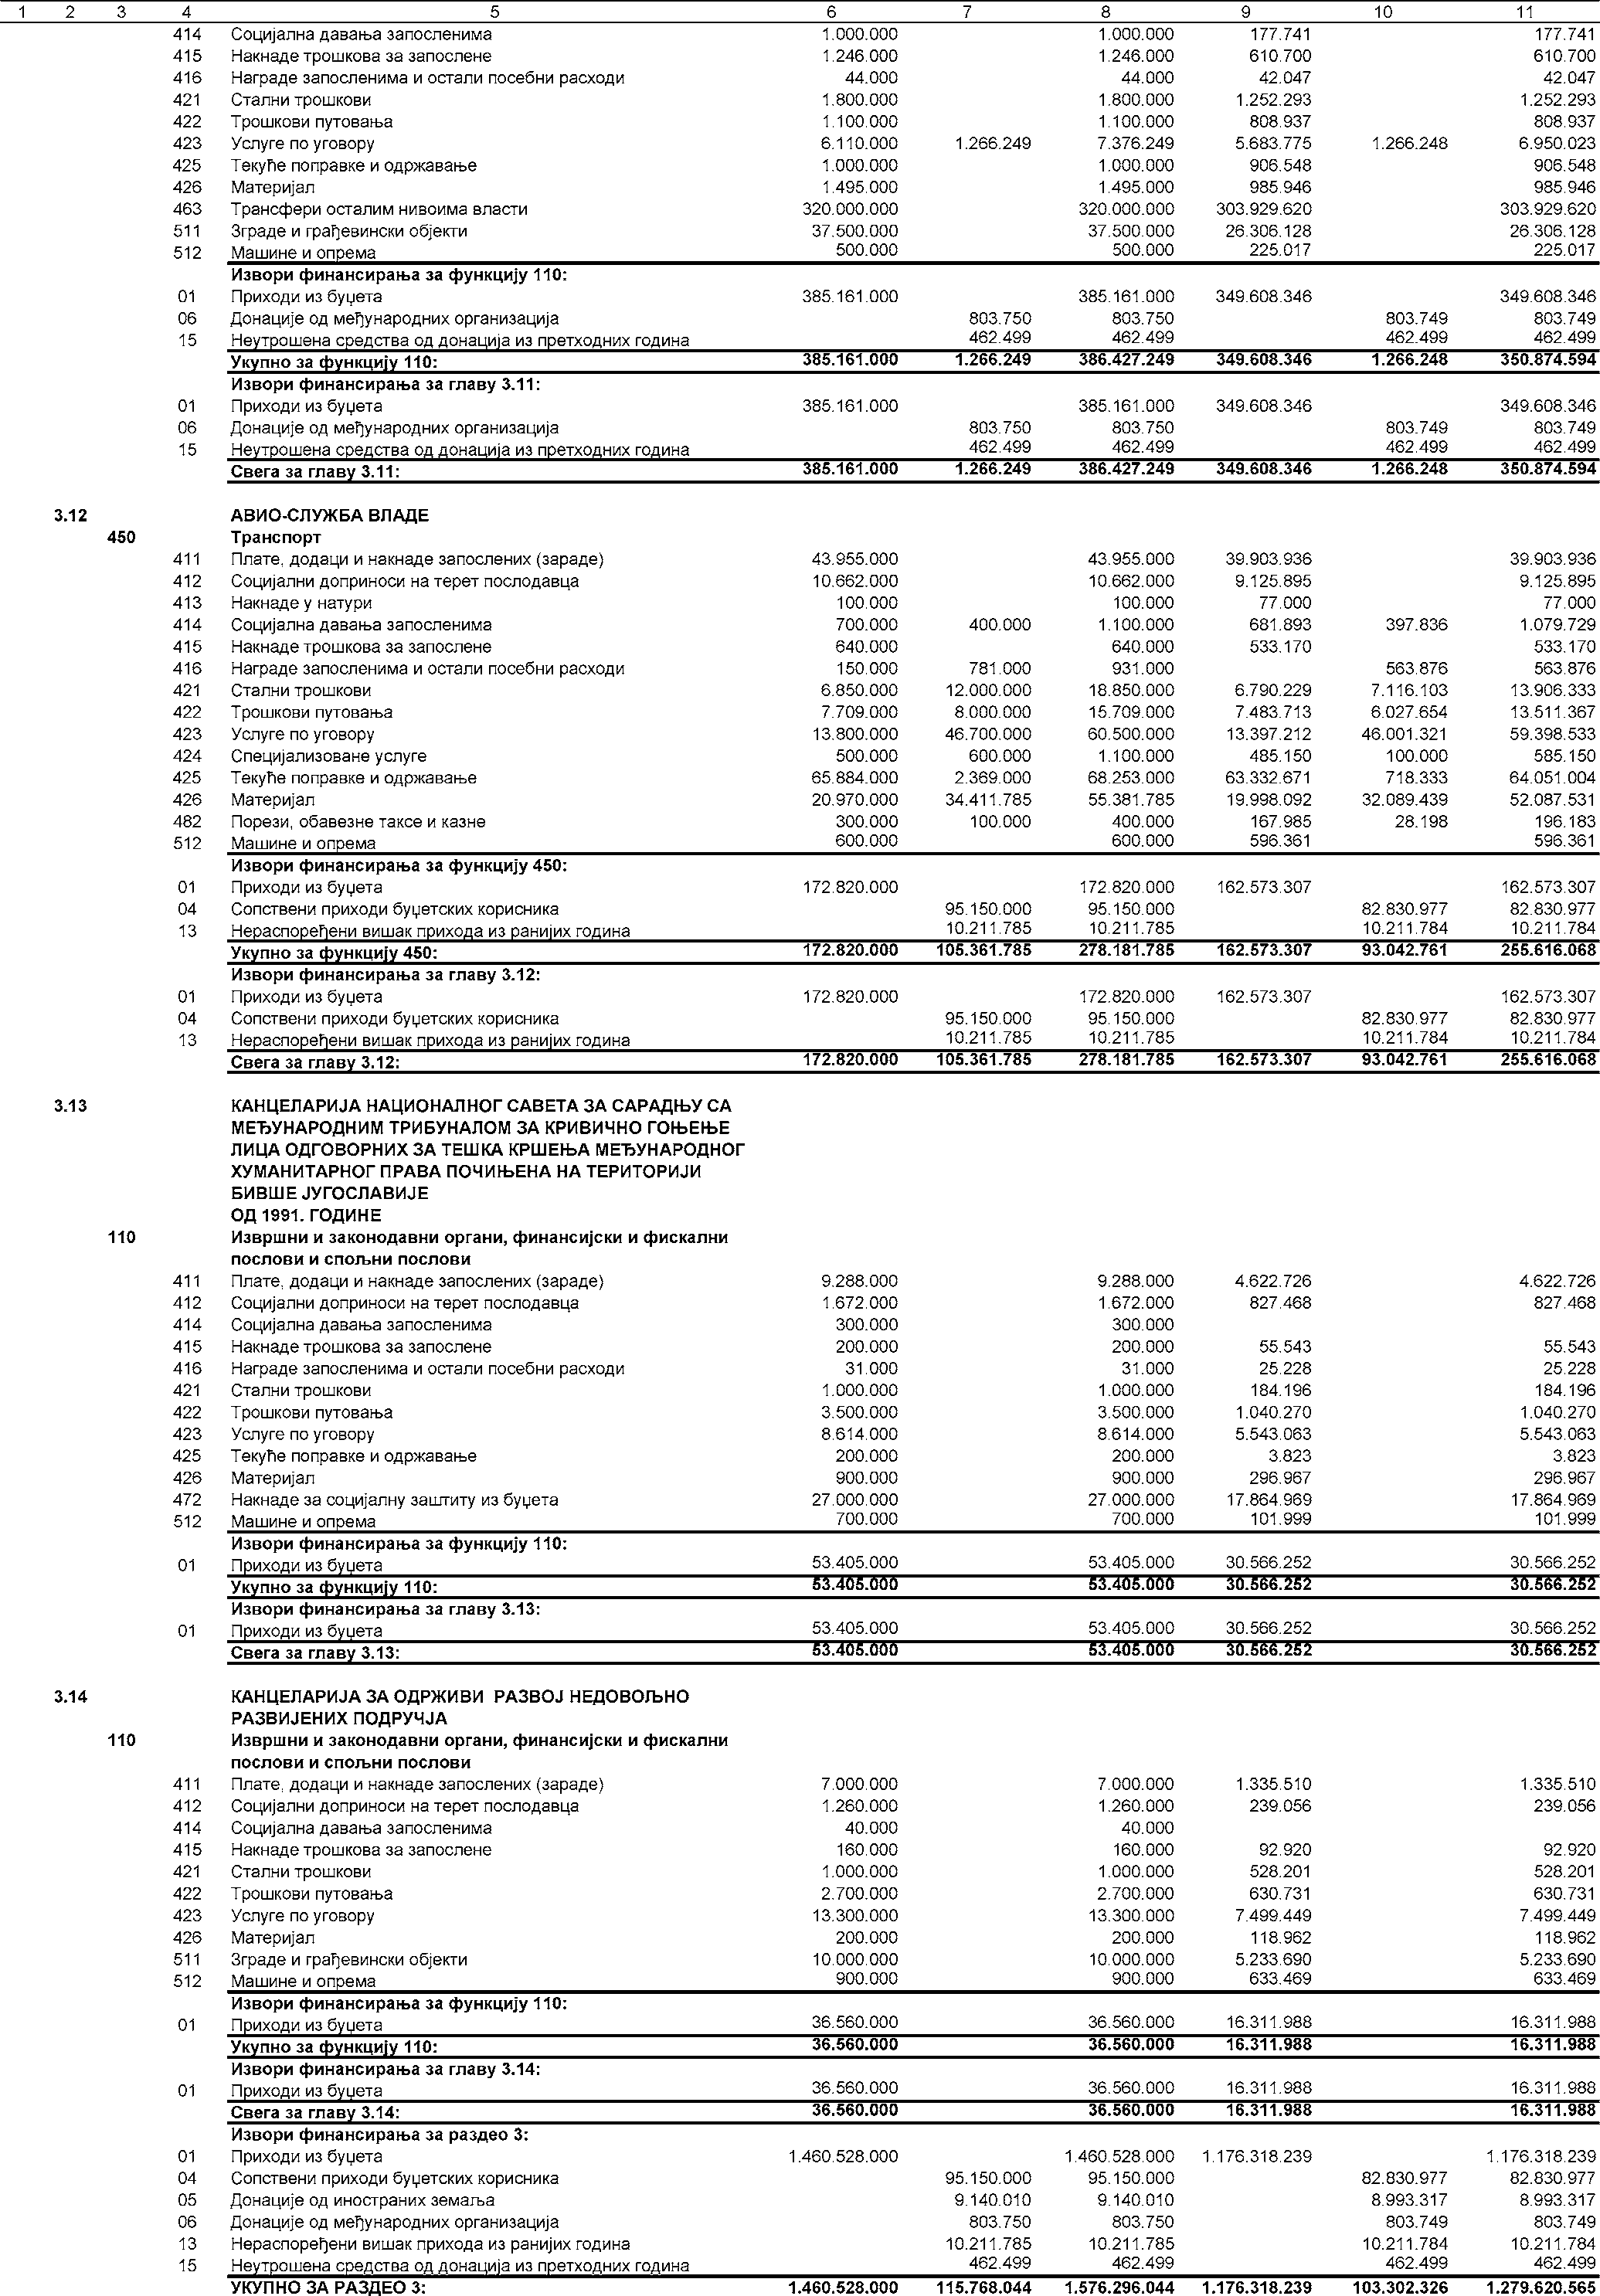 1 2 3 4 5 6 7 8 9 10 11
414 Социјална давања запосленима 1.000.000 1.000.000 177.741 177.741
415 Накнаде трошкова за запослене 1.246.000 1.246.000 610.700 610.700
416 Награде запосленима и остали посебни расходи 44.000 44.000 42.047 42.047
421 Стални трошкови 1.800.000 1.800.000 1.252.293 1.252.293
422 Трошкови путовања 1.100.000 1.100.000 808.937 808.937
423 Услуге по уговору 6.110.000 1.266.249 7.376.249 5.683.775 1.266.248 6.950.023
425 Текуће поправке и одржавање 1.000.000 1.000.000 906.548 906.548
426 Материјал 1.495.000 1.495.000 985.946 985.946
463 Трансфери осталим нивоима власти 320.000.000 320.000.000 303.929.620 303.929.620
511 Зграде и грађевински објекти 37.500.000 37.500.000 26.306.128 26.306.128
512 Машине и опрема 500.000 500.000 225.017 225.017
Извори финансирања за функцију 110:
01 Приходи из буџета 385.161.000 385.161.000 349.608.346 349.608.346
06 Донације од међународних организација 803.750 803.750 803.749 803.749
15 Неутрошена средства од донација из претходних година 462.499 462.499 462.499 462.499
Укупно за функцију 110: 385.161.000 1.266.249 386.427.249 349.608.346 1.266.248 350.874.594
Извори финансирања за главу 3.11:
01 Приходи из буџета 385.161.000 385.161.000 349.608.346 349.608.346
06 Донације од међународних организација 803.750 803.750 803.749 803.749
15 Неутрошена средства од донација из претходних година 462.499 462.499 462.499 462.499
Свега за главу 3.11: 385.161.000 1.266.249 386.427.249 349.608.346 1.266.248 350.874.594
3.12 АВИО-СЛУЖБА ВЛАДЕ
450 Транспорт
411 Плате, додаци и накнаде запослених (зараде) 43.955.000 43.955.000 39.903.936 39.903.936
412 Социјални доприноси на терет послодавца 10.662.000 10.662.000 9.125.895 9.125.895
413 Накнаде у натури 100.000 100.000 77.000 77.000
414 Социјална давања запосленима 700.000 400.000 1.100.000 681.893 397.836 1.079.729
415 Накнаде трошкова за запослене 640.000 640.000 533.170 533.170
416 Награде запосленима и остали посебни расходи 150.000 781.000 931.000 563.876 563.876
421 Стални трошкови 6.850.000 12.000.000 18.850.000 6.790.229 7.116.103 13.906.333
422 Трошкови путовања 7.709.000 8.000.000 15.709.000 7.483.713 6.027.654 13.511.367
423 Услуге по уговору 13.800.000 46.700.000 60.500.000 13.397.212 46.001.321 59.398.533
424 Специјализоване услуге 500.000 600.000 1.100.000 485.150 100.000 585.150
425 Текуће поправке и одржавање 65.884.000 2.369.000 68.253.000 63.332.671 718.333 64.051.004
426 Материјал 20.970.000 34.411.785 55.381.785 19.998.092 32.089.439 52.087.531
482 Порези, обавезне таксе и казне 300.000 100.000 400.000 167.985 28.198 196.183
512 Машине и опрема 600.000 600.000 596.361 596.361
Извори финансирања за функцију 450:
01 Приходи из буџета 172.820.000 172.820.000 162.573.307 162.573.307
04 Сопствени приходи буџетских корисника 95.150.000 95.150.000 82.830.977 82.830.977
13 Нераспоређени вишак прихода из ранијих година 10.211.785 10.211.785 10.211.784 10.211.784
Укупно за функцију 450: 172.820.000 105.361.785 278.181.785 162.573.307 93.042.761 255.616.068
Извори финансирања за главу 3.12:
01 Приходи из буџета 172.820.000 172.820.000 162.573.307 162.573.307
04 Сопствени приходи буџетских корисника 95.150.000 95.150.000 82.830.977 82.830.977
13 Нераспоређени вишак прихода из ранијих година 10.211.785 10.211.785 10.211.784 10.211.784
Свега за главу 3.12: 172.820.000 105.361.785 278.181.785 162.573.307 93.042.761 255.616.068
3.13 КАНЦЕЛАРИЈА НАЦИОНАЛНОГ САВЕТА ЗА САРАДЊУ СА
МЕЂУНАРОДНИМ ТРИБУНАЛОМ ЗА КРИВИЧНО ГОЊЕЊЕ
ЛИЦА ОДГОВОРНИХ ЗА ТЕШКА КРШЕЊА МЕЂУНАРОДНОГ
ХУМАНИТАРНОГ ПРАВА ПОЧИЊЕНА НА ТЕРИТОРИЈИ
БИВШЕ ЈУГОСЛАВИЈЕ
ОД 1991. ГОДИНЕ
110 Извршни и законодавни органи, финансијски и фискални
послови и спољни послови
411 Плате, додаци и накнаде запослених (зараде) 9.288.000 9.288.000 4.622.726 4.622.726
412 Социјални доприноси на терет послодавца 1.672.000 1.672.000 827.468 827.468
414 Социјална давања запосленима 300.000 300.000
415 Накнаде трошкова за запослене 200.000 200.000 55.543 55.543
416 Награде запосленима и остали посебни расходи 31.000 31.000 25.228 25.228
421 Стални трошкови 1.000.000 1.000.000 184.196 184.196
422 Трошкови путовања 3.500.000 3.500.000 1.040.270 1.040.270
423 Услуге по уговору 8.614.000 8.614.000 5.543.063 5.543.063
425 Текуће поправке и одржавање 200.000 200.000 3.823 3.823
426 Материјал 900.000 900.000 296.967 296.967
472 Накнаде за социјалну заштиту из буџета 27.000.000 27.000.000 17.864.969 17.864.969
512 Машине и опрема 700.000 700.000 101.999 101.999
Извори финансирања за функцију 110:
01 Приходи из буџета 53.405.000 53.405.000 30.566.252 30.566.252
Укупно за функцију 110: 53.405.000 53.405.000 30.566.252 30.566.252
Извори финансирања за главу 3.13:
01 Приходи из буџета 53.405.000 53.405.000 30.566.252 30.566.252
Свега за главу 3.13: 53.405.000 53.405.000 30.566.252 30.566.252
3.14 КАНЦЕЛАРИЈА ЗА ОДРЖИВИ РАЗВОЈ НЕДОВОЉНО
РАЗВИЈЕНИХ ПОДРУЧЈА
110 Извршни и законодавни органи, финансијски и фискални
послови и спољни послови
411 Плате, додаци и накнаде запослених (зараде) 7.000.000 7.000.000 1.335.510 1.335.510
412 Социјални доприноси на терет послодавца 1.260.000 1.260.000 239.056 239.056
414 Социјална давања запосленима 40.000 40.000
415 Накнаде трошкова за запослене 160.000 160.000 92.920 92.920
421 Стални трошкови 1.000.000 1.000.000 528.201 528.201
422 Трошкови путовања 2.700.000 2.700.000 630.731 630.731
423 Услуге по уговору 13.300.000 13.300.000 7.499.449 7.499.449
426 Материјал 200.000 200.000 118.962 118.962
511 Зграде и грађевински објекти 10.000.000 10.000.000 5.233.690 5.233.690
512 Машине и опрема 900.000 900.000 633.469 633.469
Извори финансирања за функцију 110:
01 Приходи из буџета 36.560.000 36.560.000 16.311.988 16.311.988
Укупно за функцију 110: 36.560.000 36.560.000 16.311.988 16.311.988
Извори финансирања за главу 3.14:
01 Приходи из буџета 36.560.000 36.560.000 16.311.988 16.311.988
Свега за главу 3.14: 36.560.000 36.560.000 16.311.988 16.311.988
Извори финансирања за раздео 3:
01 Приходи из буџета 1.460.528.000 1.460.528.000 1.176.318.239 1.176.318.239
04 Сопствени приходи буџетских корисника 95.150.000 95.150.000 82.830.977 82.830.977
05 Донације од иностраних земаља 9.140.010 9.140.010 8.993.317 8.993.317
06 Донације од међународних организација 803.750 803.750 803.749 803.749
13 Нераспоређени вишак прихода из ранијих година 10.211.785 10.211.785 10.211.784 10.211.784
15 Неутрошена средства од донација из претходних година 462.499 462.499 462.499 462.499
УКУПНО ЗА РАЗДЕО 3: 1.460.528.000 115.768.044 1.576.296.044 1.176.318.239 103.302.326 1.279.620.565